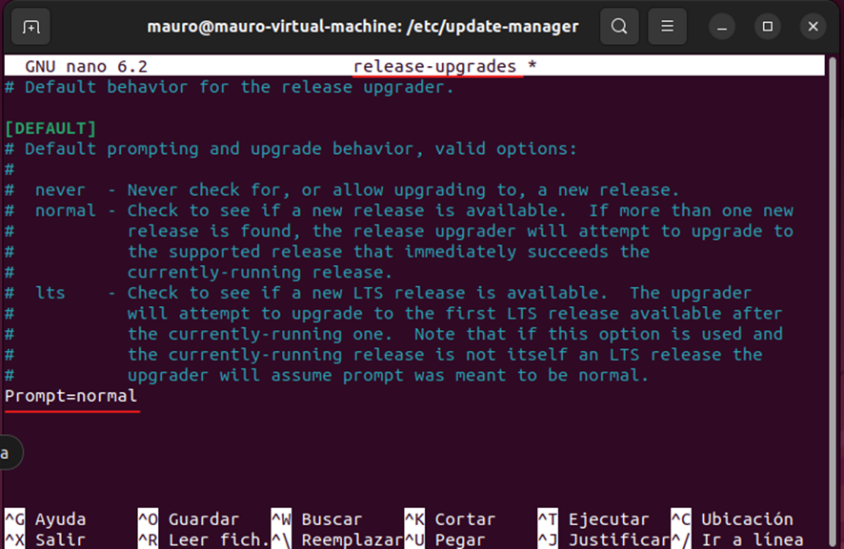 mauro@mauro-virtual-machine: /etc/update-manager
GNU nano 6.2 release-upgrades *
# Default behavior for the release upgrader.
[DEFAULT]
# Default prompting and upgrade behavior, valid options:
#
#  never  - Never check for, or allow upgrading to, a new release.
#  normal - Check to see if a new release is available.  If more than one new
#           release is found, the release upgrader will attempt to upgrade to
#           the supported release that immediately succeeds the
#           currently-running release.
#  lts    - Check to see if a new LTS release is available.  The upgrader
#           will attempt to upgrade to the first LTS release available after
#           the currently-running one.  Note that if this option is used and
#           the currently-running release is not itself an LTS release the
#           upgrader will assume prompt was meant to be normal.
Prompt=normal
a
^G Ayuda ^O Guardar ^W Buscar ^K Cortar ^T Ejecutar ^C Ubicación
^X Salir ^R Leer fich. ^\ Reemplazar ^U Pegar ^J Justificar ^/ Ir a línea